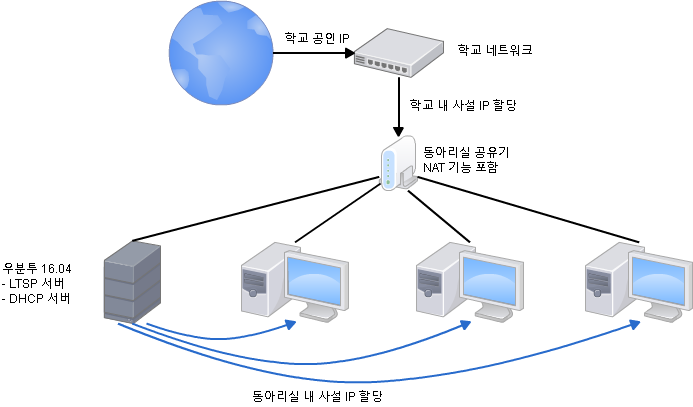 학교 공인 IP
학교 네트워크
학교 내 사설 IP 할당
동아리실 공유기
NAT 기능 포함
우분투 16.04
- LTSP 서버
- DHCP 서버
동아리실 내 사설 IP 할당